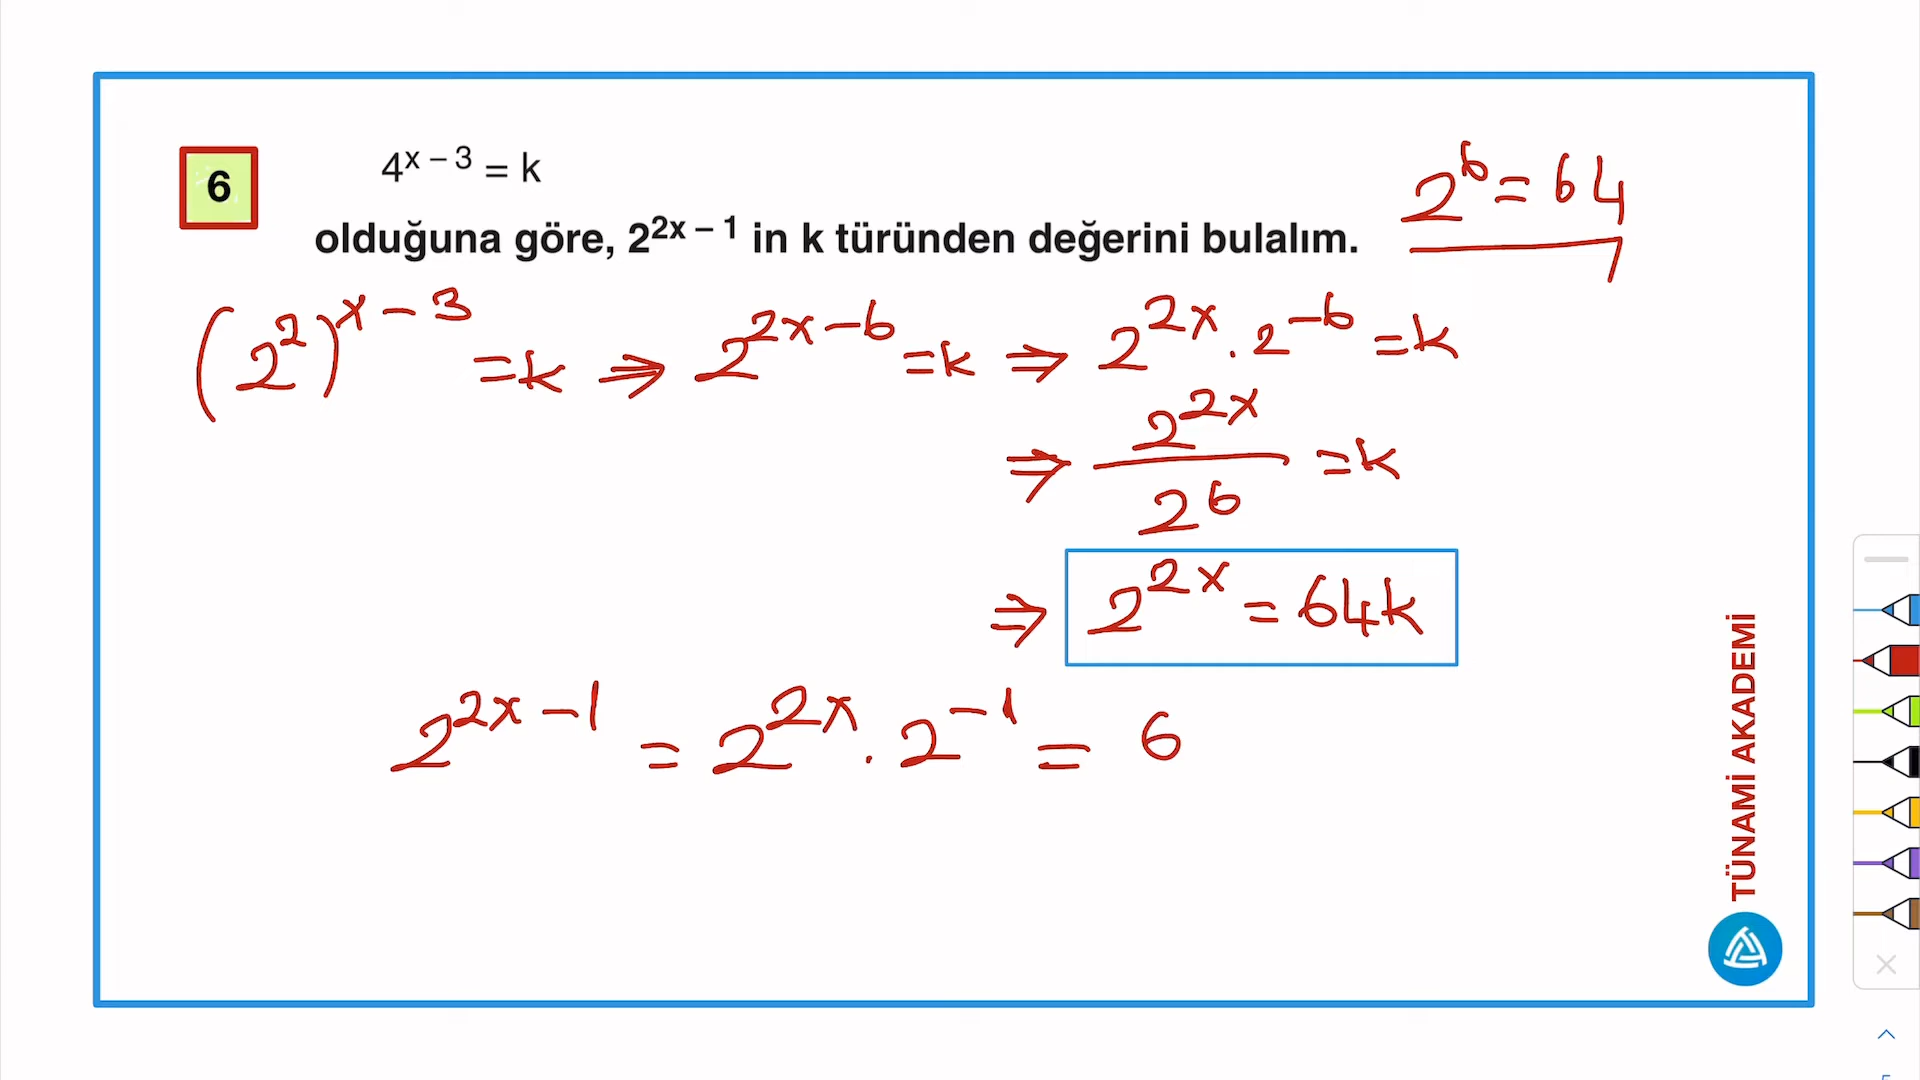 6
4^{x – 3} = k
olduğuna göre, 2^{2x – 1} in k türünden değerini bulalım.
2^6 = 64
(2^2)^{x – 3} = k ⇒ 2^{2x – 6} = k ⇒ 2^{2x} . 2^{–6} = k
⇒ 2^{2x} / 2^6 = k
⇒ 2^{2x} = 64k
2^{2x – 1} = 2^{2x} . 2^{–1} = 6
TÜNAMİ AKADEMİ